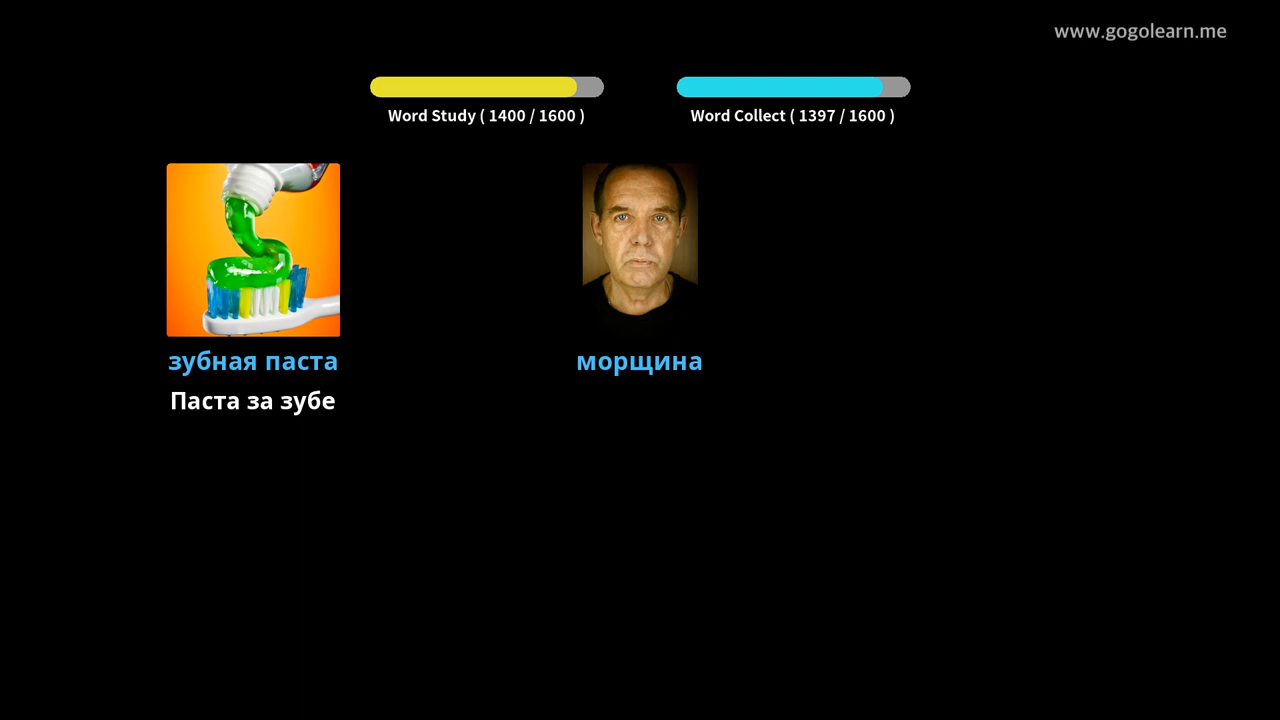 www.gogolearn.me
Word Study ( 1400 / 1600 )
Word Collect ( 1397 / 1600 )
зубная паста
Паста за зубе
морщина